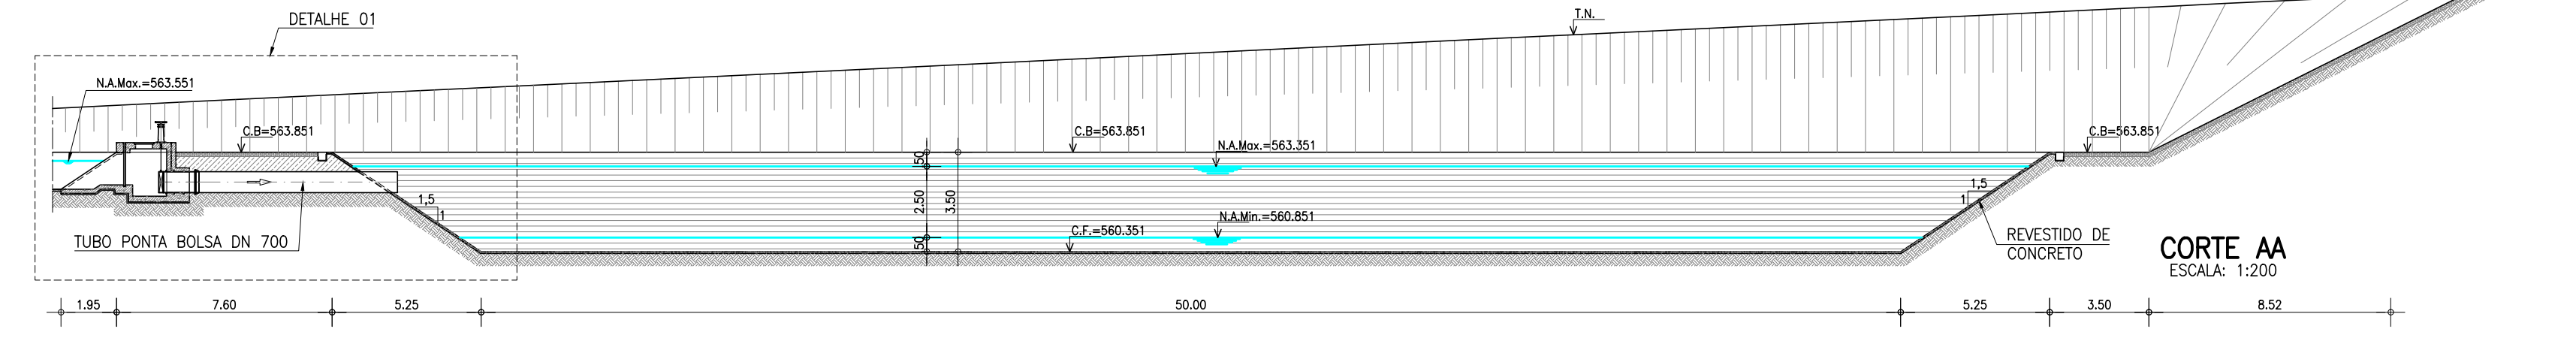 DETALHE 01
T.N.
N.A.Max.=563.551
C.B=563.851
C.B=563.851
C.B=563.851
N.A.Max.=563.351
50
2.50
3.50
50
1,5
1
1,5
1
N.A.Min.=560.851
C.F.=560.351
TUBO PONTA BOLSA DN 700
REVESTIDO DE
CONCRETO
CORTE AA
ESCALA: 1:200
1.95
7.60
5.25
50.00
5.25
3.50
8.52